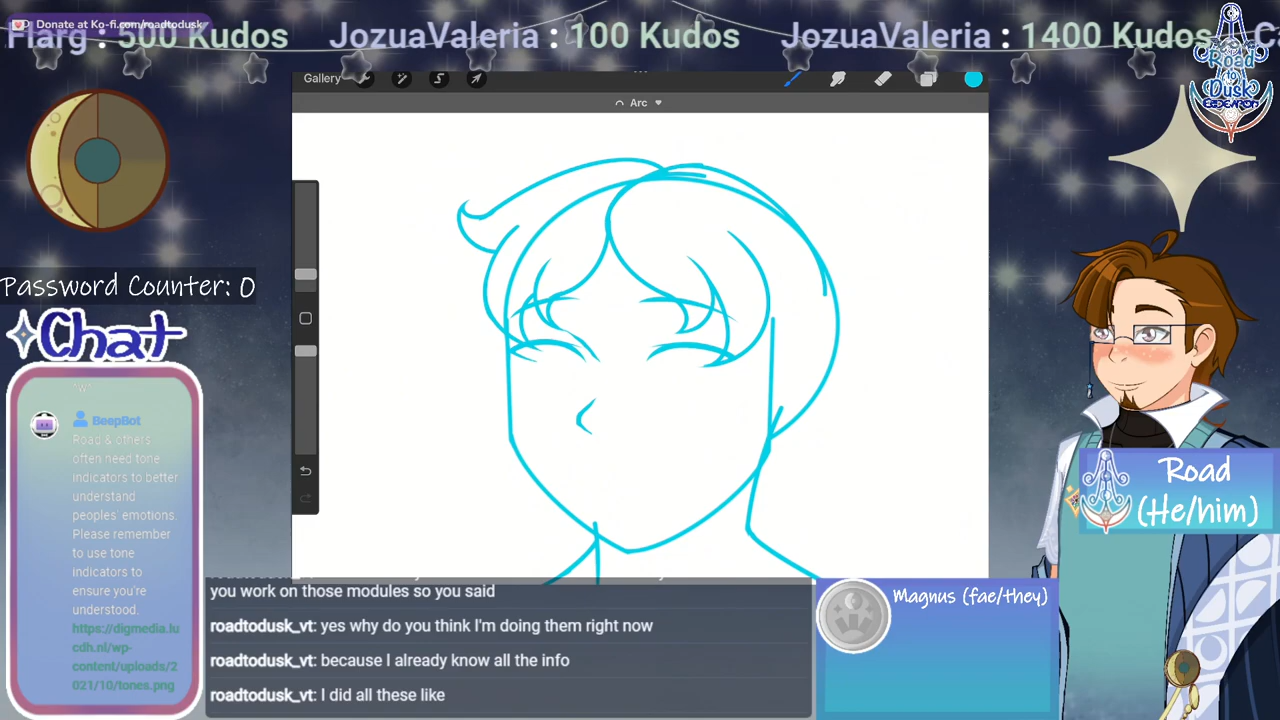 Donate at Ko-fi.com/roadtodusk
Flarg : 500 Kudos JozuaValeria : 100 Kudos JozuaValeria : 1400 Kudos
Road
to
Dusk
Gallery
Arc
Password Counter: 0
Chat
"W"
BeepBot
Road & others
often need tone
indicators to better
understand
peoples' emotions.
Please remember
to use tone
indicators to
ensure you're
understood.
https://digmedia.lu
cdh.nl/wp-
content/uploads/2
021/10/tones.png
Road
(He/him)
Magnus (fae/they)
you work on those modules so you said
roadtodusk_vt: yes why do you think I'm doing them right now
roadtodusk_vt: because I already know all the info
roadtodusk_vt: I did all these like